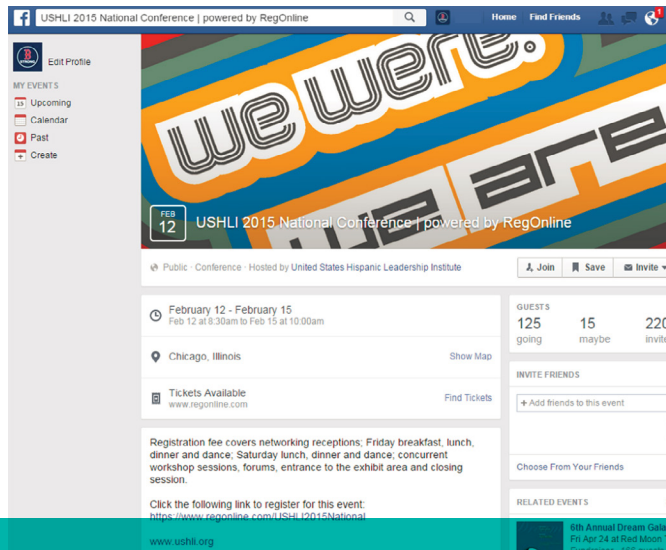 USHLI 2015 National Conference | powered by RegOnline
Home Find Friends
1
B
STRONG
Edit Profile
MY EVENTS
15 Upcoming
Calendar
Past
Create
we were.
we are
FEB
12
USHLI 2015 National Conference | powered by RegOnline
Public · Conference · Hosted by United States Hispanic Leadership Institute
Join Save Invite
February 12 - February 15
Feb 12 at 8:30am to Feb 15 at 10:00am
Chicago, Illinois Show Map
Tickets Available Find Tickets
www.regonline.com
GUESTS
125 15 220
going maybe invite
INVITE FRIENDS
+ Add friends to this event
Choose From Your Friends
RELATED EVENTS
6th Annual Dream Gala
Fri Apr 24 at Red Moon
Registration fee covers networking receptions; Friday breakfast, lunch,
dinner and dance; Saturday lunch, dinner and dance; concurrent
workshop sessions, forums, entrance to the exhibit area and closing
session.
Click the following link to register for this event:
https://www.regonline.com/USHLI2015National
www.ushli.org